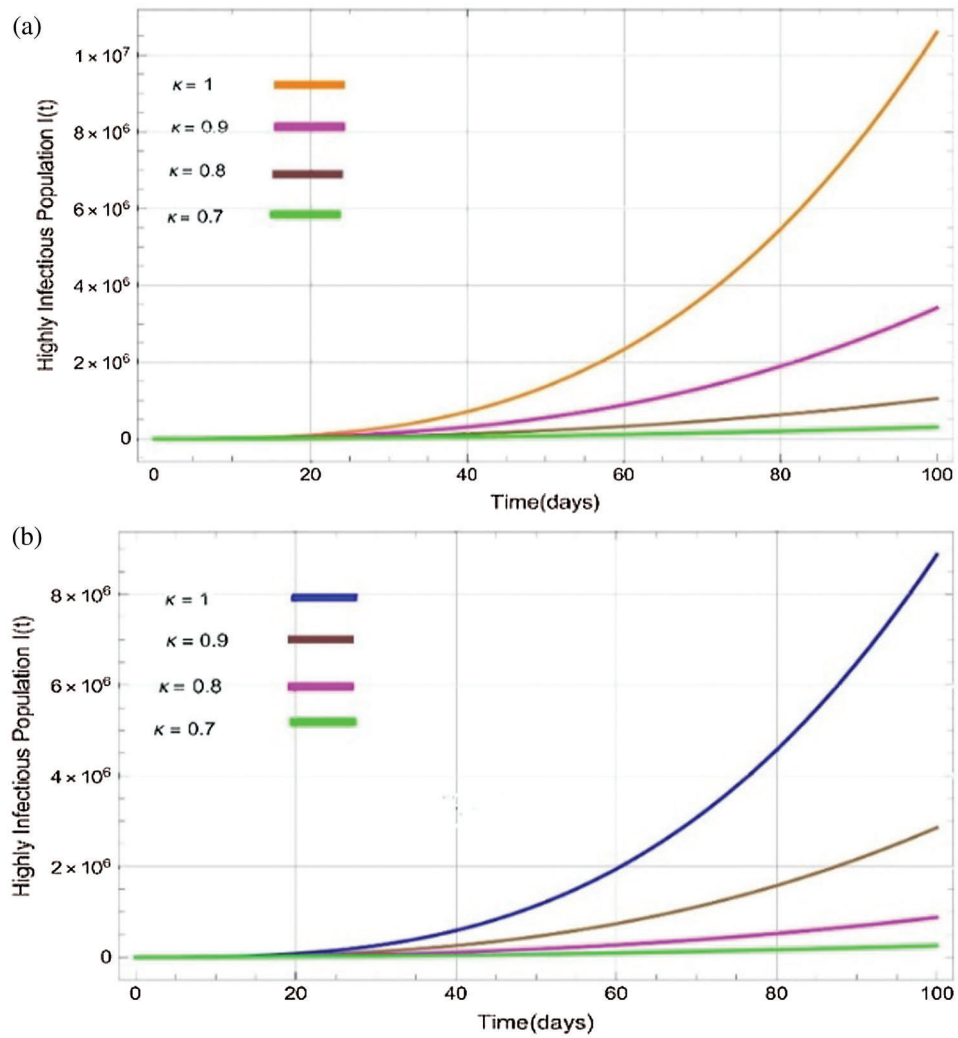 (a)
Highly Infectious Population I(t)
1 × 10⁷
8 × 10⁶
6 × 10⁶
4 × 10⁶
2 × 10⁶
0
κ = 1
κ = 0.9
κ = 0.8
κ = 0.7
0 20 40 60 80 100
Time(days)
(b)
Highly Infectious Population I(t)
8 × 10⁶
6 × 10⁶
4 × 10⁶
2 × 10⁶
0
κ = 1
κ = 0.9
κ = 0.8
κ = 0.7
0 20 40 60 80 100
Time(days)